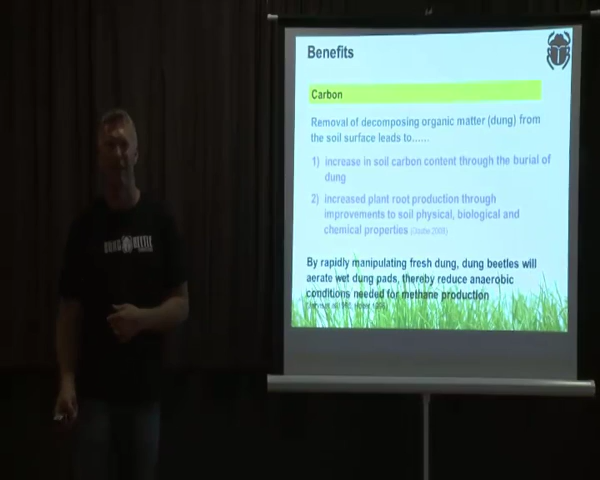 Benefits
Carbon
Removal of decomposing organic matter (dung) from
the soil surface leads to......
1) increase in soil carbon content through the burial of
dung
2) increased plant root production through
improvements to soil physical, biological and
chemical properties
By rapidly manipulating fresh dung, dung beetles will
aerate wet dung pads, thereby reduce anaerobic
conditions needed for methane production
DUNG BEETLE